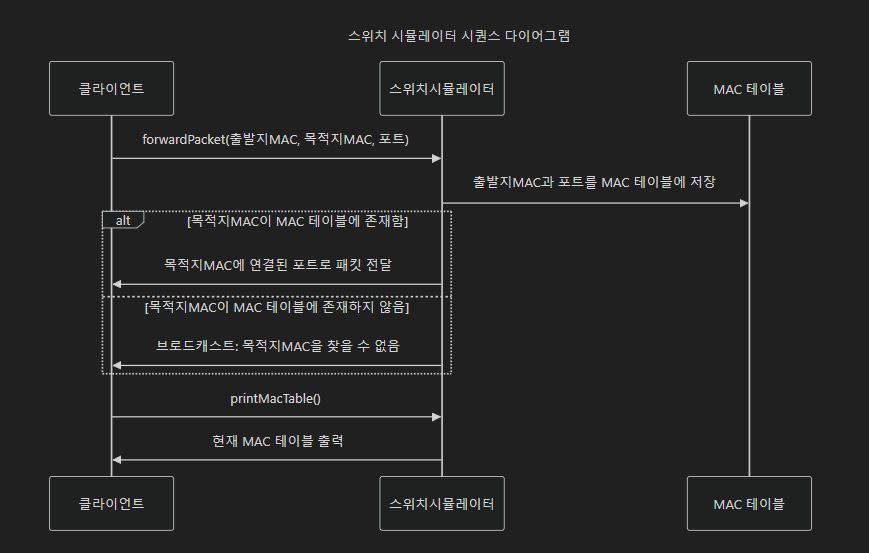 스위치 시뮬레이터 시퀀스 다이어그램
클라이언트
스위치시뮬레이터
MAC 테이블
forwardPacket(출발지MAC, 목적지MAC, 포트)
출발지MAC과 포트를 MAC 테이블에 저장
alt
[목적지MAC이 MAC 테이블에 존재함]
목적지MAC에 연결된 포트로 패킷 전달
[목적지MAC이 MAC 테이블에 존재하지 않음]
브로드캐스트: 목적지MAC을 찾을 수 없음
printMacTable()
현재 MAC 테이블 출력
클라이언트
스위치시뮬레이터
MAC 테이블